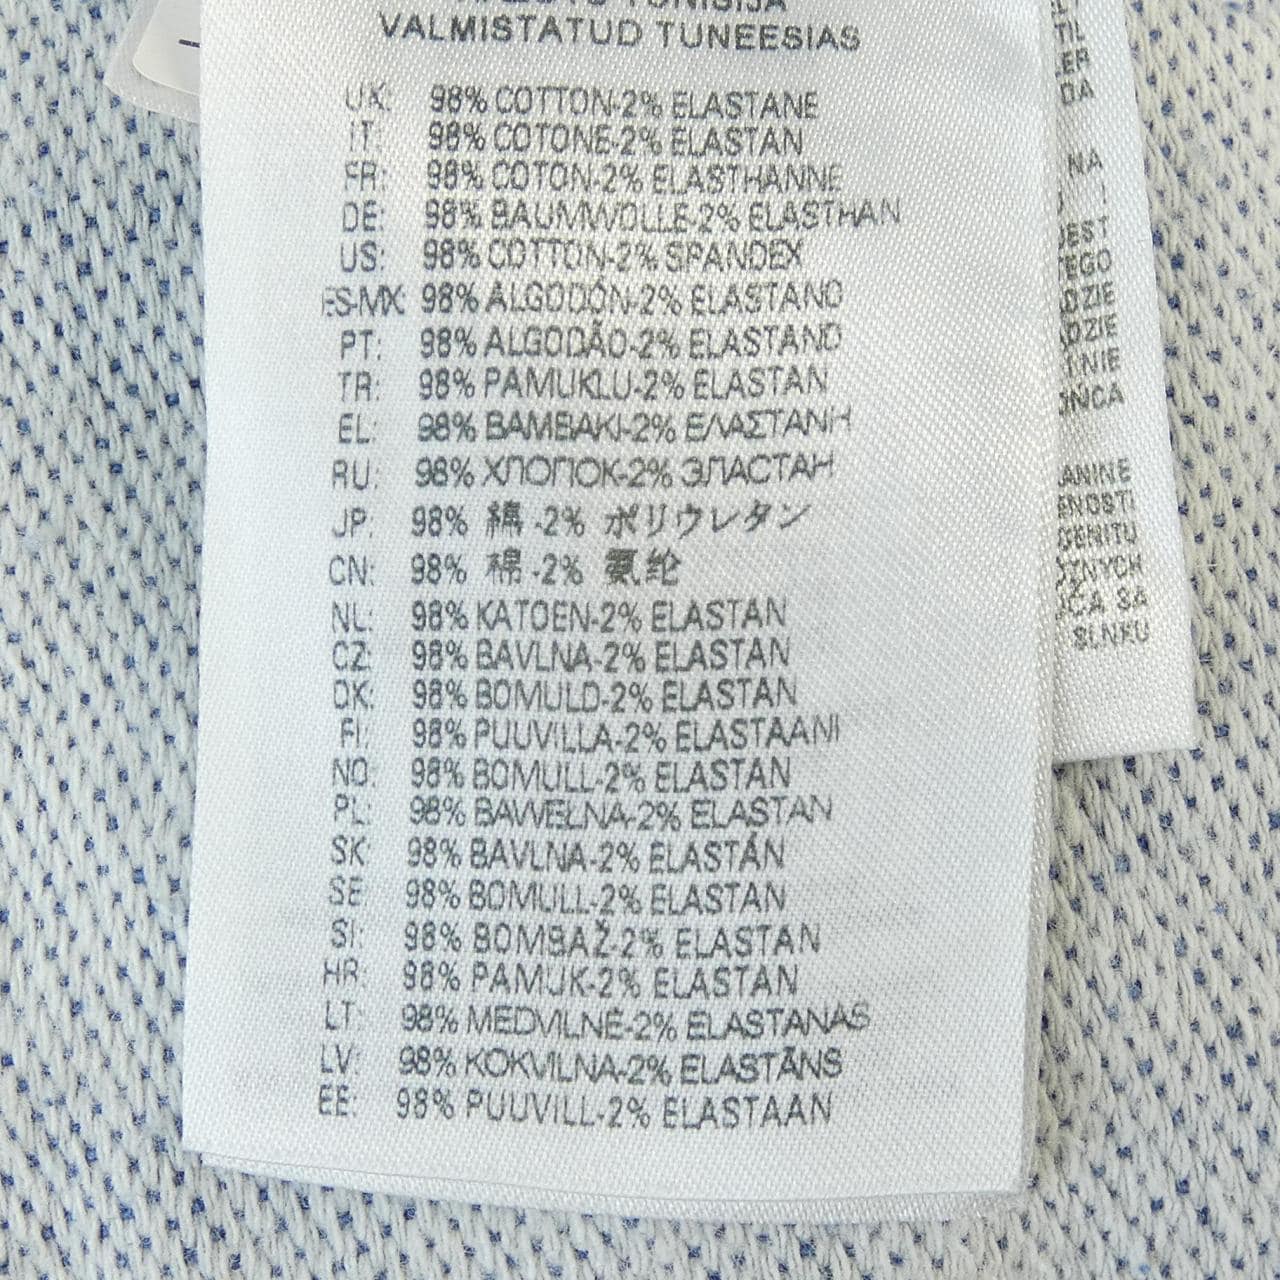 TUNISIJA
VALMISTATUD TUNEESIAS
UK: 98% COTTON-2% ELASTANE
IT: 98% COTONE-2% ELASTAN
FR: 98% COTON-2% ELASTHANNE
DE: 98% BAUMWOLLE-2% ELASTHAN
US: 98% COTTON-2% SPANDEX
ES-MX: 98% ALGODÓN-2% ELASTANO
PT: 98% ALGODÃO-2% ELASTANO
TR: 98% PAMUKLU-2% ELASTAN
EL: 98% BAMBAKI-2% ΕΛΑΣΤΑΝΗ
RU: 98% ХЛОПОК-2% ЭЛАСТАН
JP: 98% 綿 -2% ポリウレタン
CN: 98% 棉 -2% 氨纶
NL: 98% KATOEN-2% ELASTAN
CZ: 98% BAVLNA-2% ELASTAN
DK: 98% BOMULD-2% ELASTAN
FI: 98% PUUVILLA-2% ELASTAANI
NO: 98% BOMULL-2% ELASTAN
PL: 98% BAWEŁNA-2% ELASTAN
SK: 98% BAVLNA-2% ELASTÁN
SE: 98% BOMULL-2% ELASTAN
SI: 98% BOMBAŽ-2% ELASTAN
HR: 98% PAMUK-2% ELASTAN
LT: 98% MEDVILNĖ-2% ELASTANAS
LV: 98% KOKVILNA-2% ELASTĀNS
EE: 98% PUUVILL-2% ELASTAAN
NA
!
SA
SLNKU